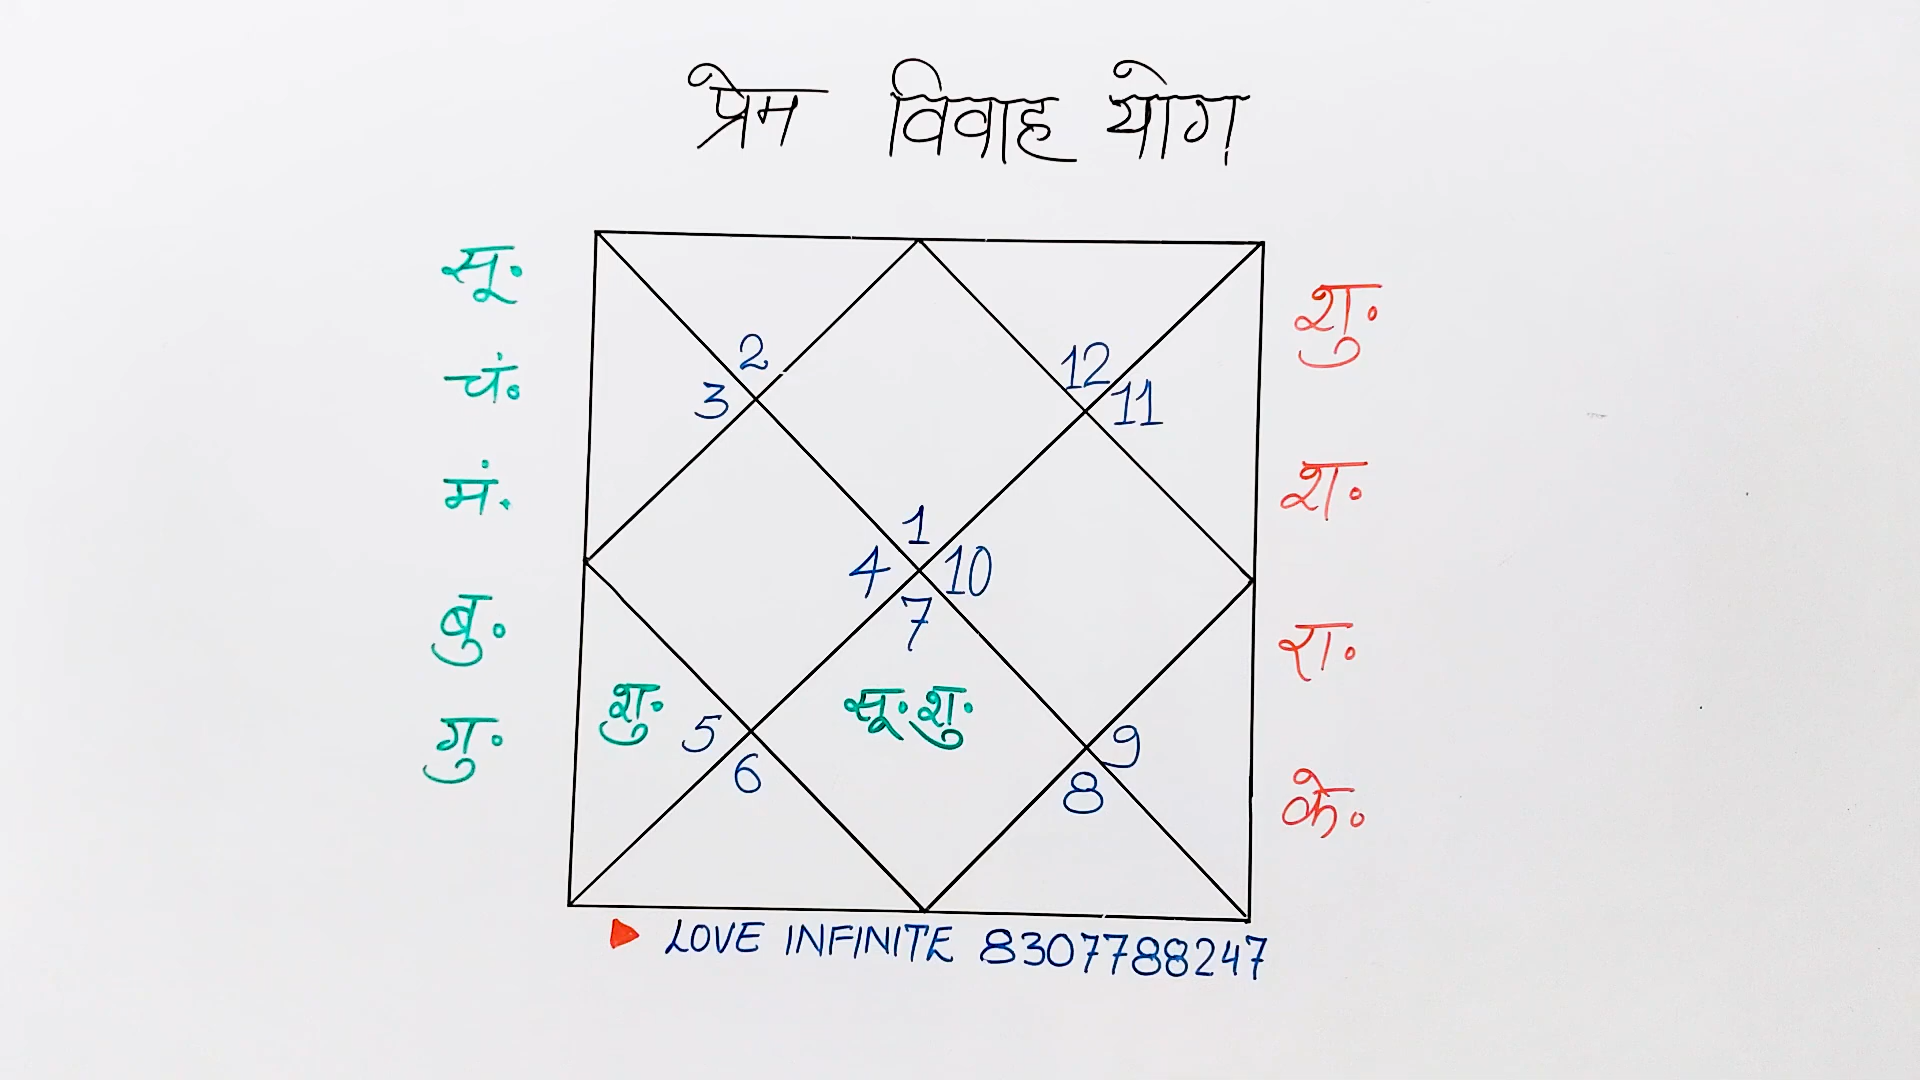 प्रेम विवाह योग
सू.
चं.
मं.
बु.
गु.
2
3
12
11
1
4
10
7
शु. 5
6
सू. शु.
9
8
शु.
श.
रा.
के.
LOVE INFINITE 8307788247